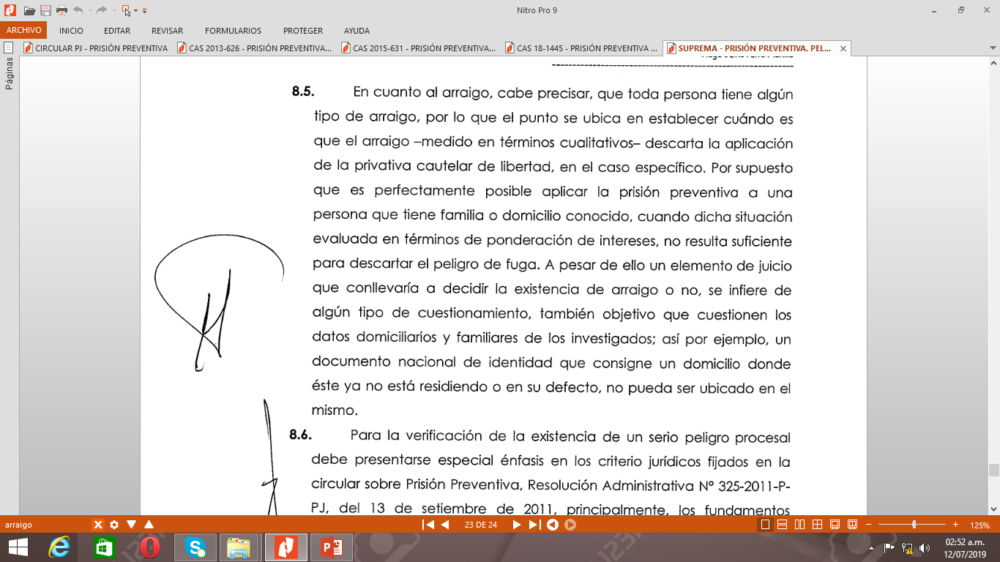 Nitro Pro 9
ARCHIVO INICIO EDITAR REVISAR FORMULARIOS PROTEGER AYUDA
CIRCULAR PJ - PRISIÓN PREVENTIVA CAS 2013-626 - PRISIÓN PREVENTIVA... CAS 2015-631 - PRISIÓN PREVENTIVA... CAS 18-1445 - PRISIÓN PREVENTIVA ... SUPREMA - PRISIÓN PREVENTIVA. PEL...
Páginas
8.5. En cuanto al arraigo, cabe precisar, que toda persona tiene algún
tipo de arraigo, por lo que el punto se ubica en establecer cuándo es
que el arraigo –medido en términos cualitativos– descarta la aplicación
de la privativa cautelar de libertad, en el caso específico. Por supuesto
que es perfectamente posible aplicar la prisión preventiva a una
persona que tiene familia o domicilio conocido, cuando dicha situación
evaluada en términos de ponderación de intereses, no resulta suficiente
para descartar el peligro de fuga. A pesar de ello un elemento de juicio
que conllevaría a decidir la existencia de arraigo o no, se infiere de
algún tipo de cuestionamiento, también objetivo que cuestionen los
datos domiciliarios y familiares de los investigados; así por ejemplo, un
documento nacional de identidad que consigne un domicilio donde
éste ya no está residiendo o en su defecto, no pueda ser ubicado en el
mismo.
8.6. Para la verificación de la existencia de un serio peligro procesal
debe presentarse especial énfasis en los criterio jurídicos fijados en la
circular sobre Prisión Preventiva, Resolución Administrativa N° 325-2011-P-
PJ, del 13 de setiembre de 2011, principalmente, los fundamentos
arraigo 23 DE 24 125%
02:52 a.m.
12/07/2019